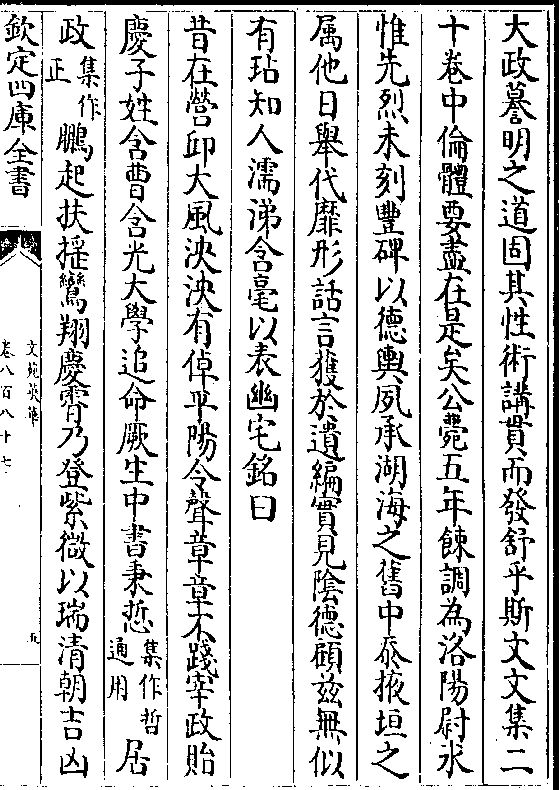 大政謩明之道固其性術講貫而發舒乎斯文文集二
十卷中倫體要盡在是矣公薨五年餗調為洛陽尉永
惟先烈未刻豐碑以德輿夙承湖海之舊中忝掖垣之
属他日舉代靡形話言獲於遺編實見陰德顧兹無似
有玷知人濡涕含毫以表幽宅銘曰
昔在營邱大風泱泱有倬平陽令聲章章不踐宰政貽
慶子姓含曹含光大學追命厥生中書秉悊集作哲通用居
政集作正鵬起扶揺鸞翔慶霄乃登紫微以瑞清朝吉凶
欽定四庫全書
文苑英華
卷八百八十七
五